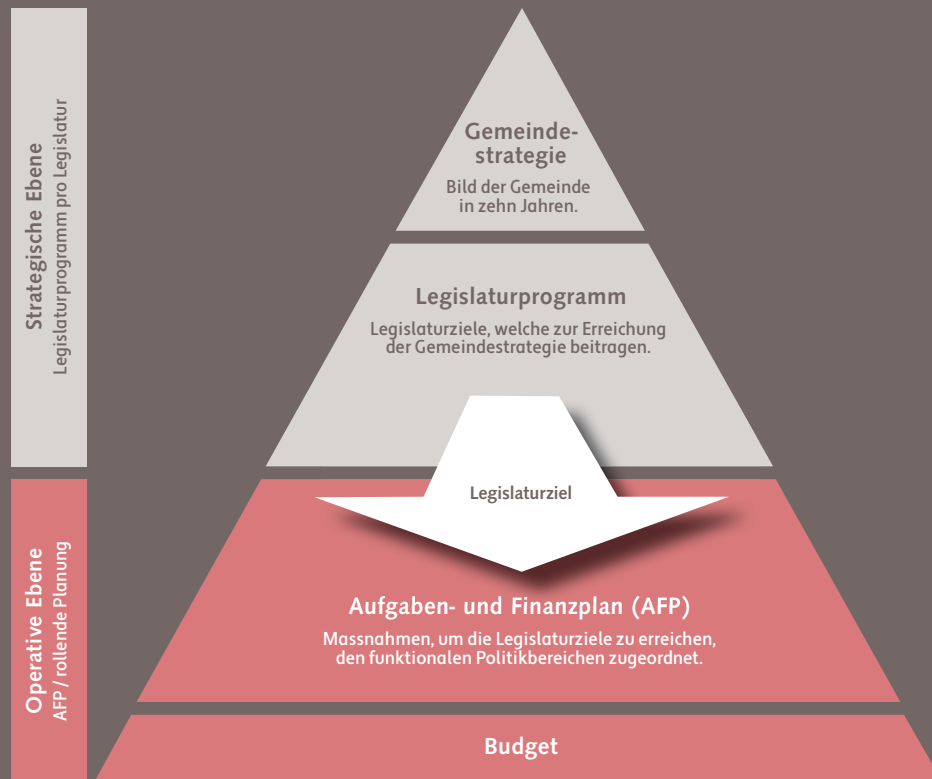 Strategische Ebene
Legislaturprogramm pro Legislatur
Gemeinde-
strategie
Bild der Gemeinde
in zehn Jahren.
Legislaturprogramm
Legislaturziele, welche zur Erreichung
der Gemeindestrategie beitragen.
Legislaturziel
Operative Ebene
AFP / rollende Planung
Aufgaben- und Finanzplan (AFP)
Massnahmen, um die Legislaturziele zu erreichen,
den funktionalen Politikbereichen zugeordnet.
Budget